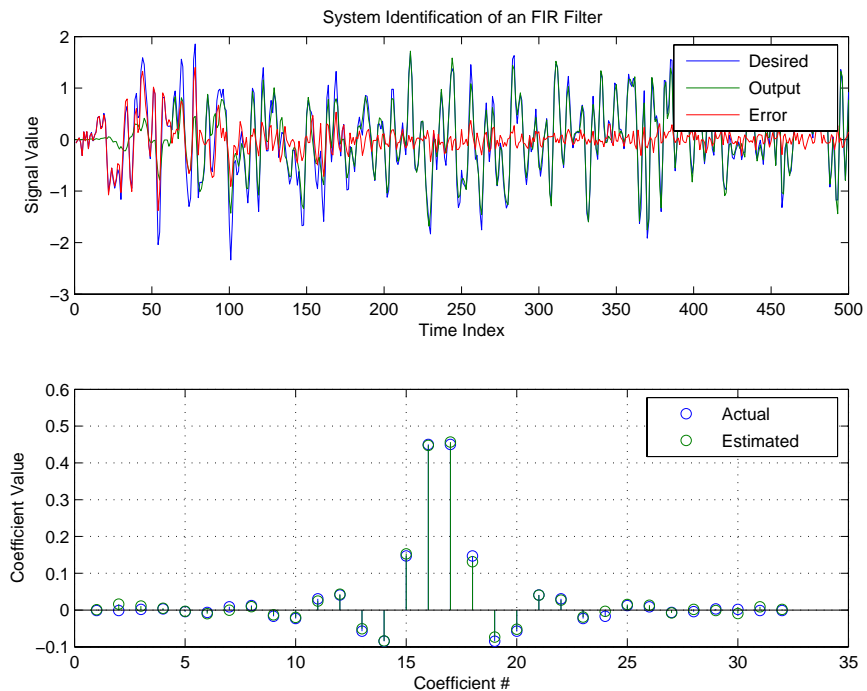 System Identification of an FIR Filter
2
1
0
−1
−2
−3
Signal Value
Desired
Output
Error
0 50 100 150 200 250 300 350 400 450 500
Time Index
0.6
0.5
0.4
0.3
0.2
0.1
0
−0.1
Coefficient Value
Actual
Estimated
0 5 10 15 20 25 30 35
Coefficient #